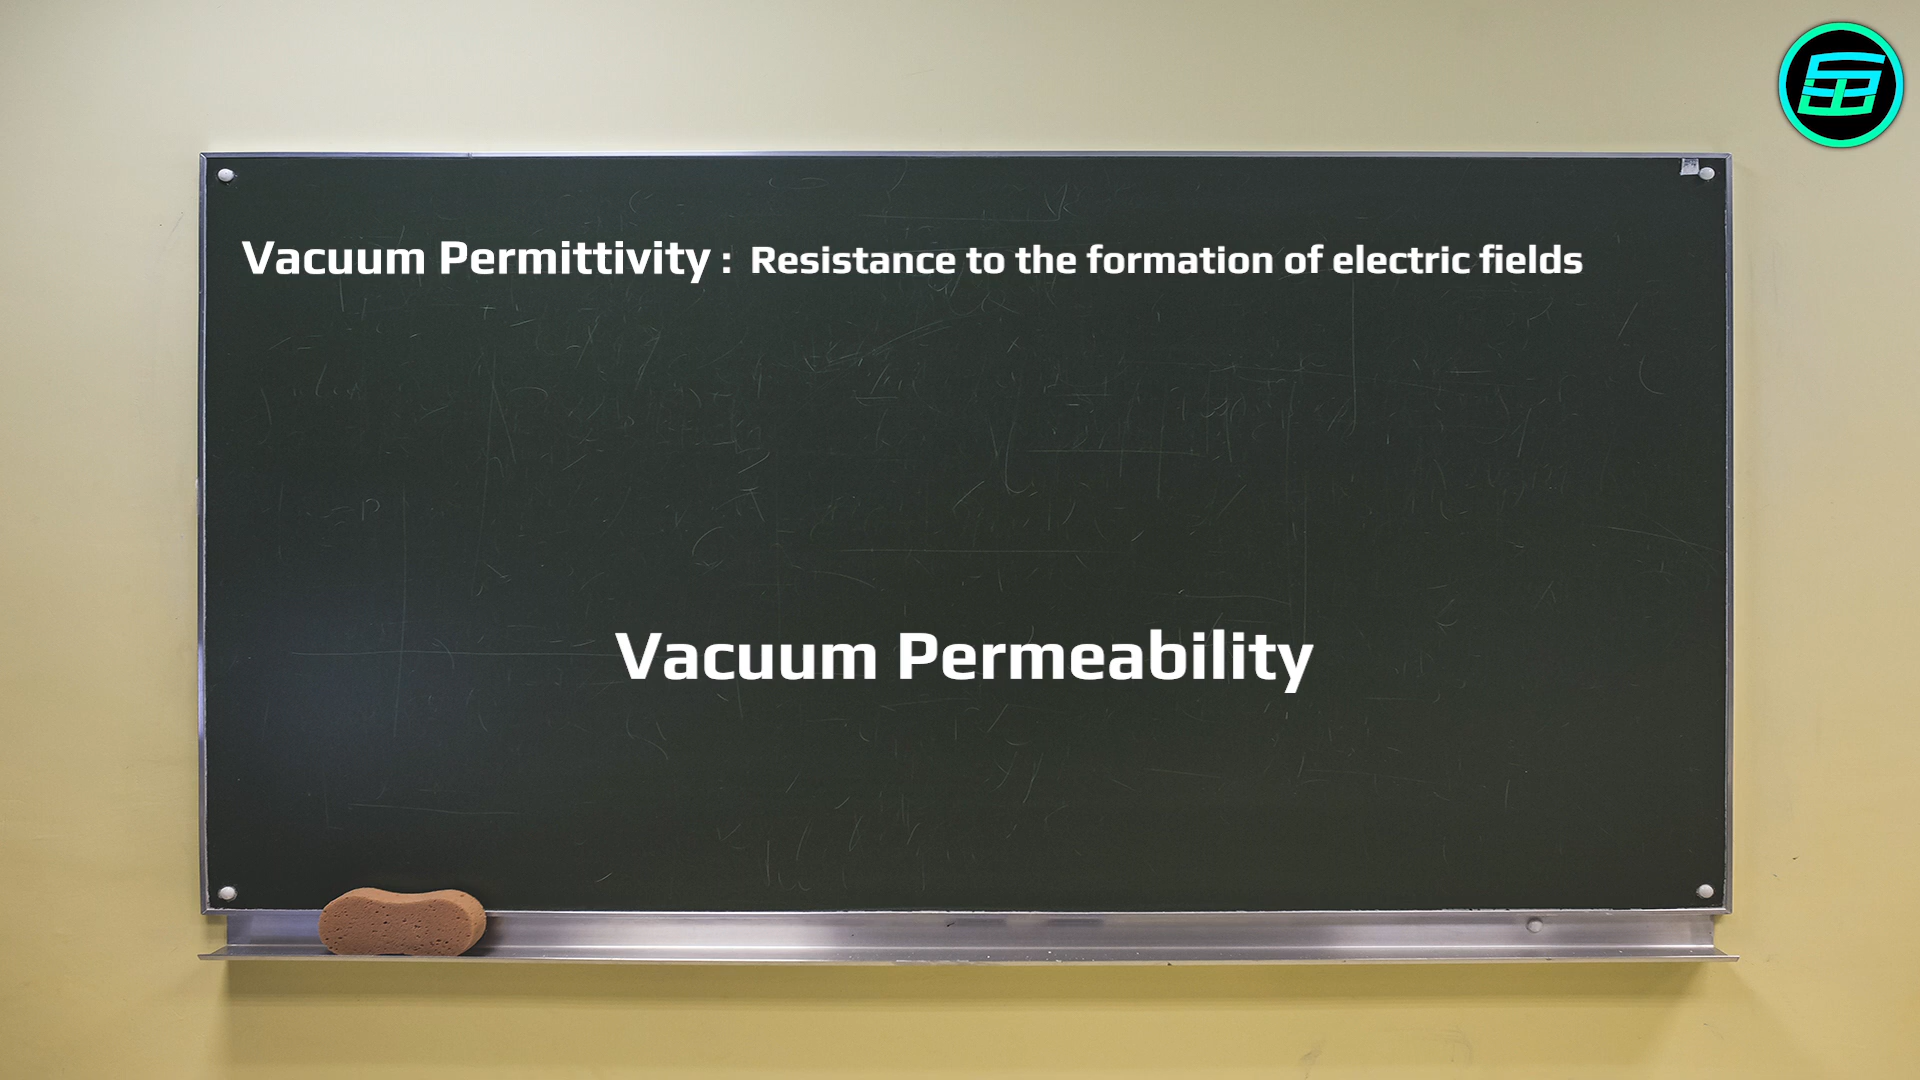 Vacuum Permittivity : Resistance to the formation of electric fields
Vacuum Permeability